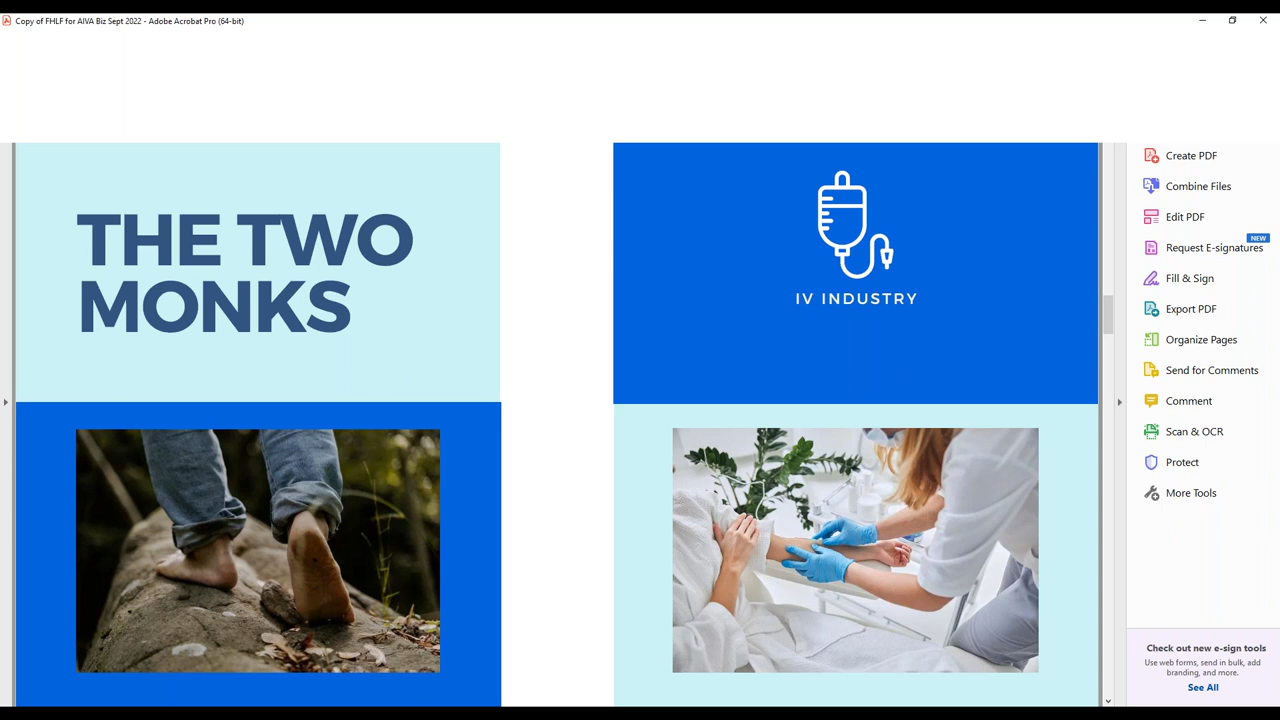 Copy of FHLF for AIVA Biz Sept 2022 - Adobe Acrobat Pro (64-bit)
THE TWO
MONKS
IV INDUSTRY
Create PDF
Combine Files
Edit PDF
NEW
Request E-signatures
Fill & Sign
Export PDF
Organize Pages
Send for Comments
Comment
Scan & OCR
Protect
More Tools
Check out new e-sign tools
Use web forms, send in bulk, add
branding, and more.
See All